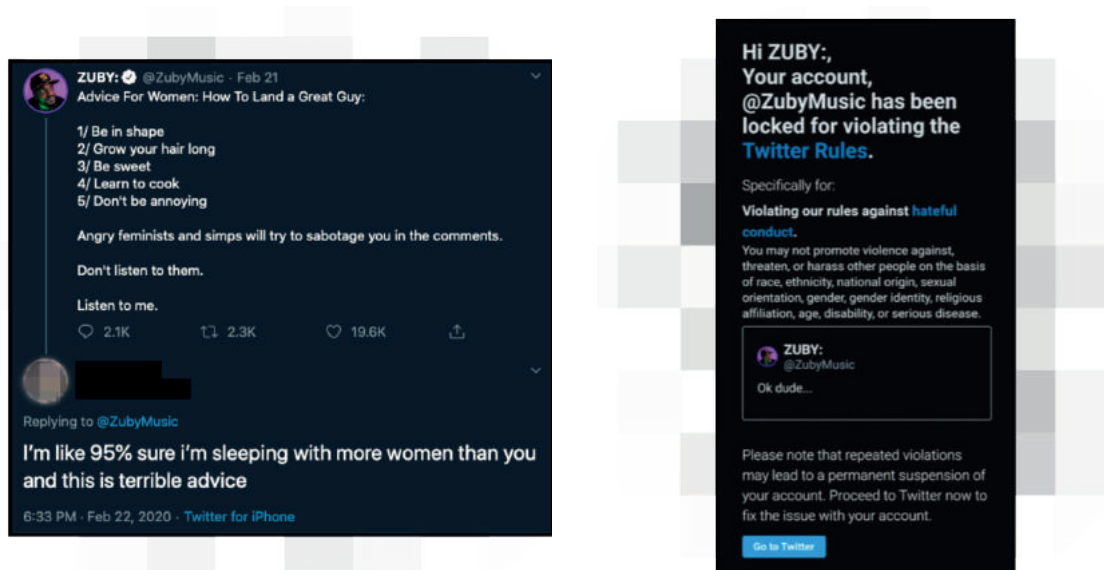 ZUBY: @ZubyMusic · Feb 21
Advice For Women: How To Land a Great Guy:
1/ Be in shape
2/ Grow your hair long
3/ Be sweet
4/ Learn to cook
5/ Don't be annoying
Angry feminists and simps will try to sabotage you in the comments.
Don't listen to them.
Listen to me.
2.1K 2.3K 19.6K
Replying to @ZubyMusic
I'm like 95% sure i'm sleeping with more women than you
and this is terrible advice
6:33 PM · Feb 22, 2020 · Twitter for iPhone
Hi ZUBY:,
Your account,
@ZubyMusic has been
locked for violating the
Twitter Rules.
Specifically for:
Violating our rules against hateful
conduct.
You may not promote violence against,
threaten, or harass other people on the basis
of race, ethnicity, national origin, sexual
orientation, gender, gender identity, religious
affiliation, age, disability, or serious disease.
ZUBY:
@ZubyMusic
Ok dude...
Please note that repeated violations
may lead to a permanent suspension of
your account. Proceed to Twitter now to
fix the issue with your account.
Go to Twitter